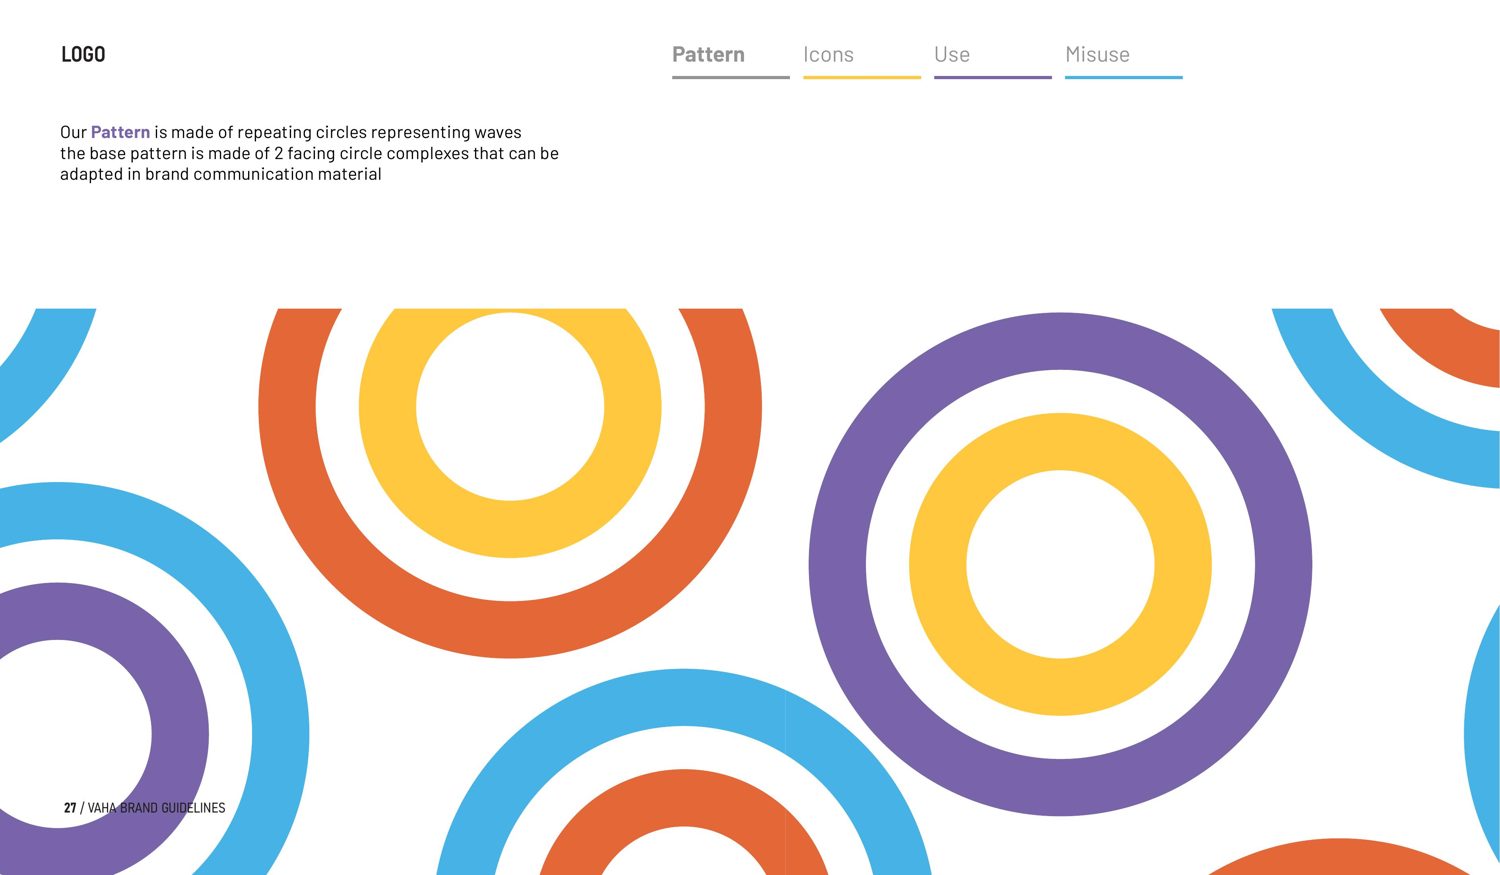 LOGO
Pattern Icons Use Misuse
Our Pattern is made of repeating circles representing waves
the base pattern is made of 2 facing circle complexes that can be
adapted in brand communication material
27 / VAHA BRAND GUIDELINES